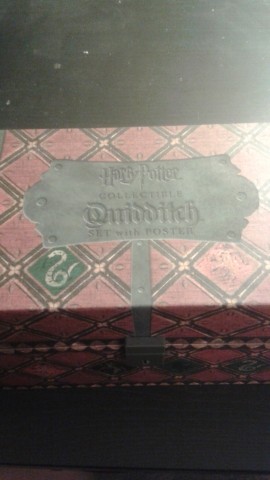 Harry Potter
COLLECTIBLE
Quidditch
SET with POSTER